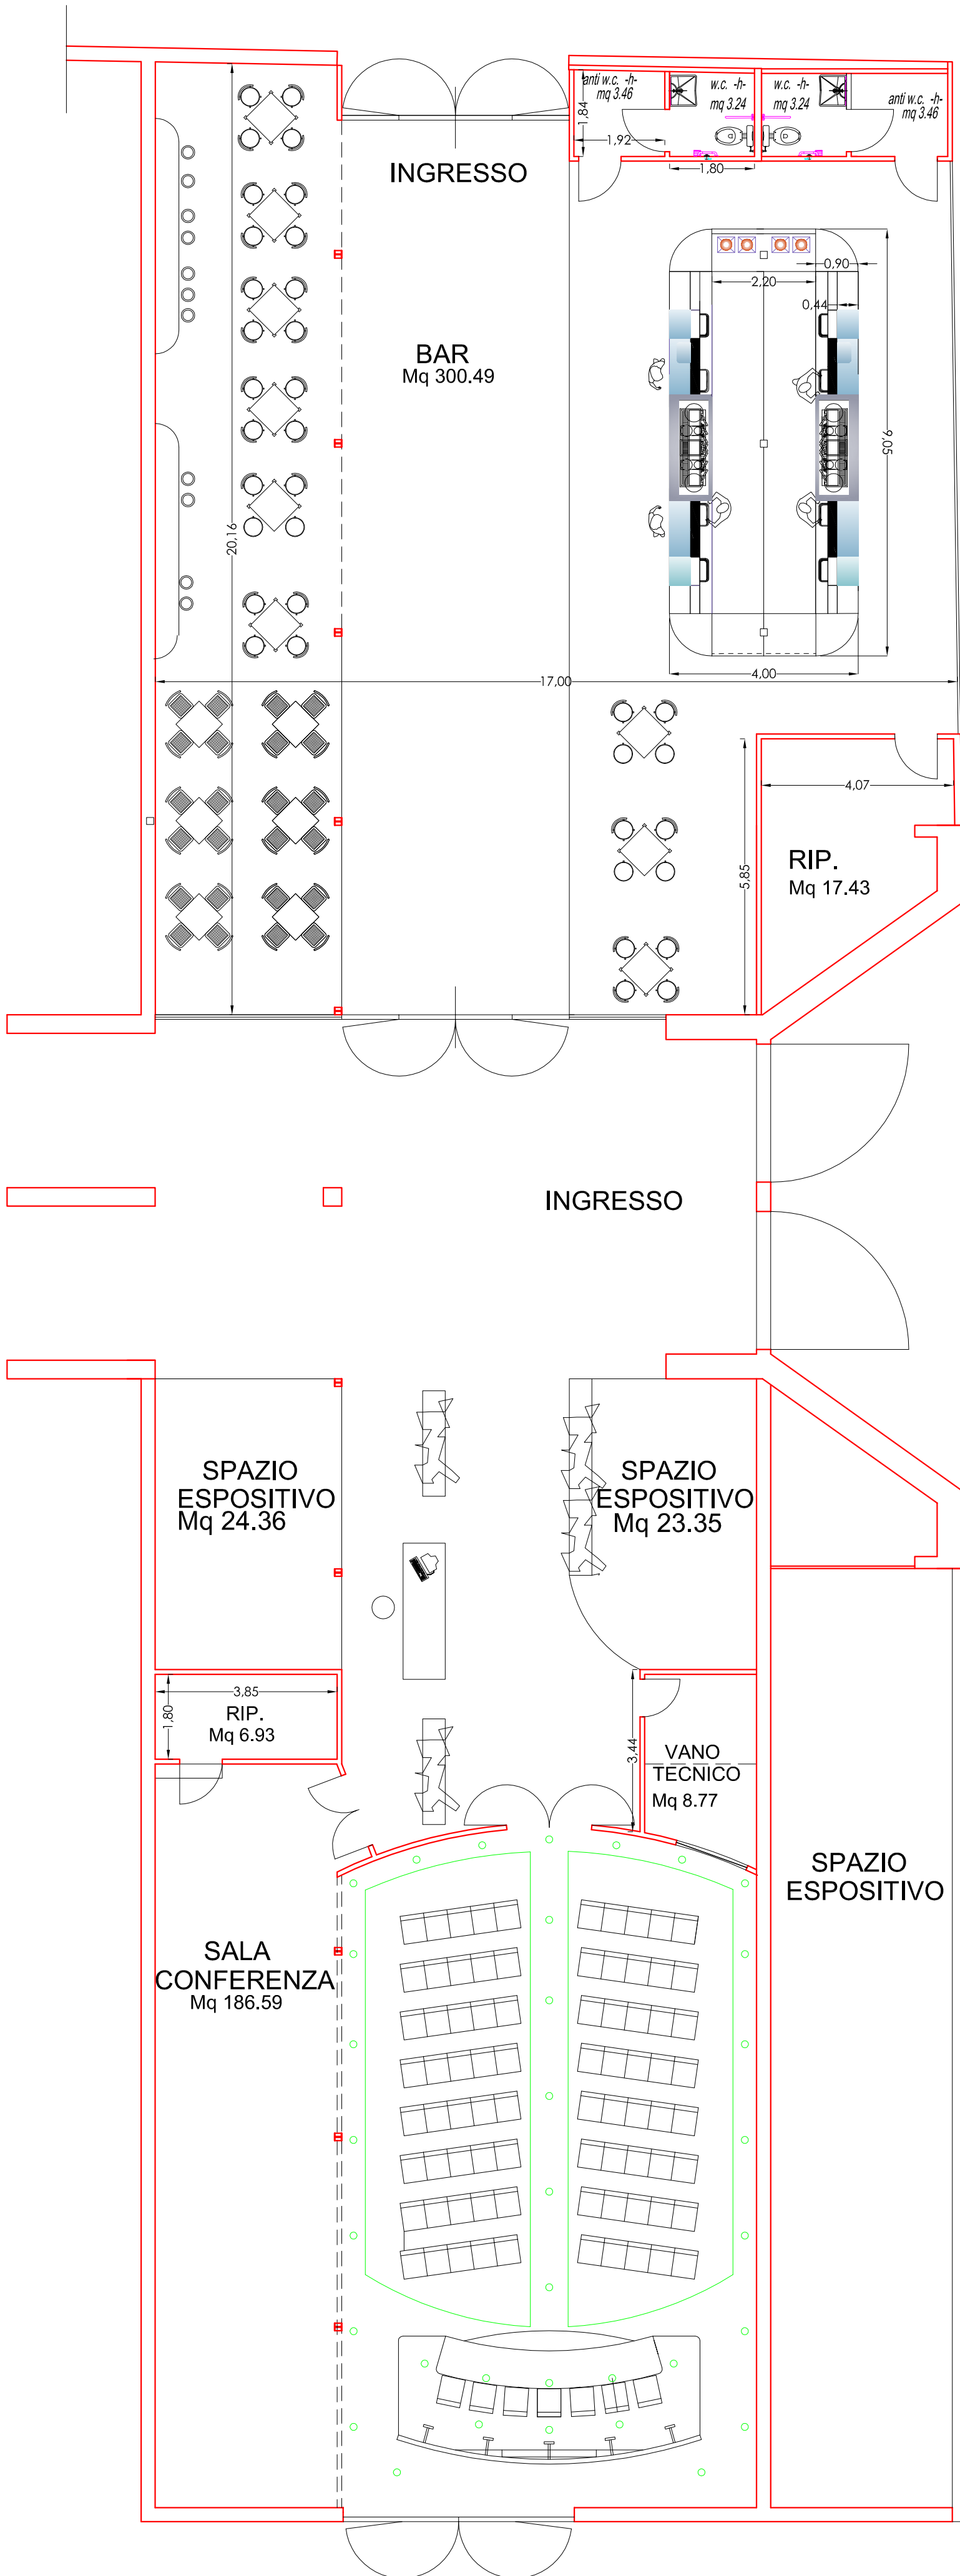 anti w.c. -h-
mq 3.46
w.c. -h-
mq 3.24
w.c. -h-
mq 3.24
anti w.c. -h-
mq 3.46
1,84
1,92
1,80
INGRESSO
0,90
2,20
0,44
BAR
Mq 300.49
9,05
20,16
4,00
17,00
4,07
5,85
RIP.
Mq 17.43
INGRESSO
SPAZIO
ESPOSITIVO
Mq 24.36
SPAZIO
ESPOSITIVO
Mq 23.35
3,85
1,80
RIP.
Mq 6.93
3,44
VANO
TECNICO
Mq 8.77
SPAZIO
ESPOSITIVO
SALA
CONFERENZA
Mq 186.59